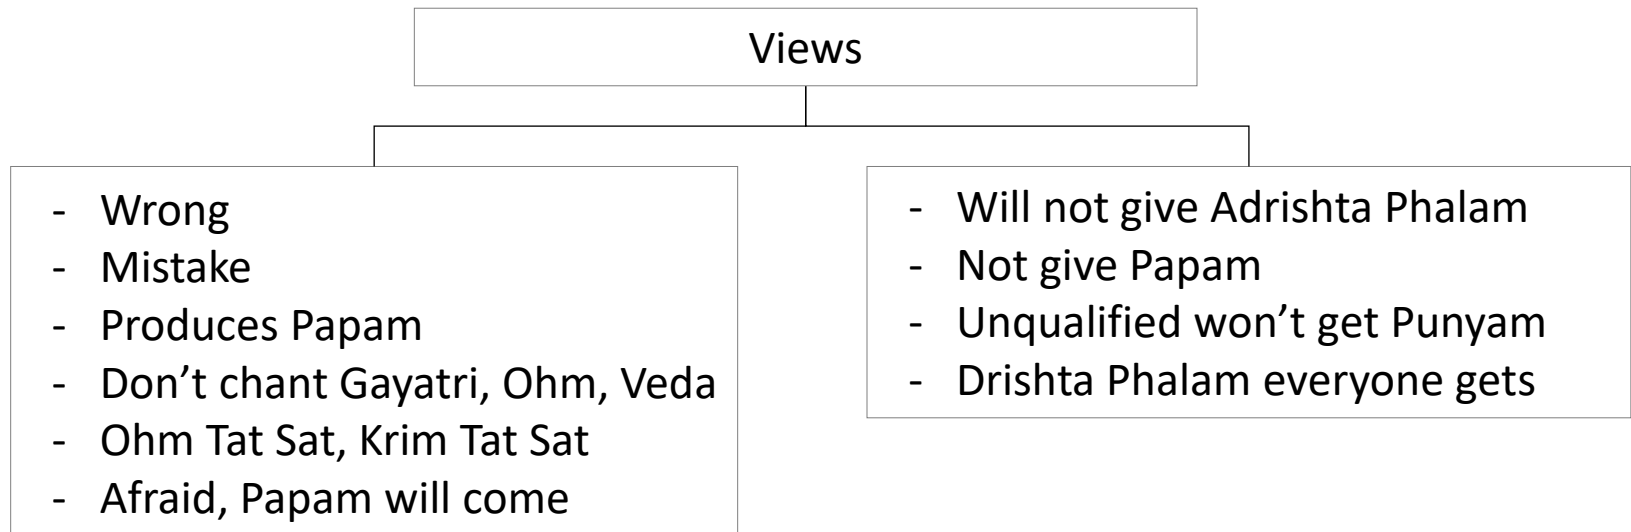 Views
- Wrong
- Mistake
- Produces Papam
- Don’t chant Gayatri, Ohm, Veda
- Ohm Tat Sat, Krim Tat Sat
- Afraid, Papam will come
- Will not give Adrishta Phalam
- Not give Papam
- Unqualified won’t get Punyam
- Drishta Phalam everyone gets